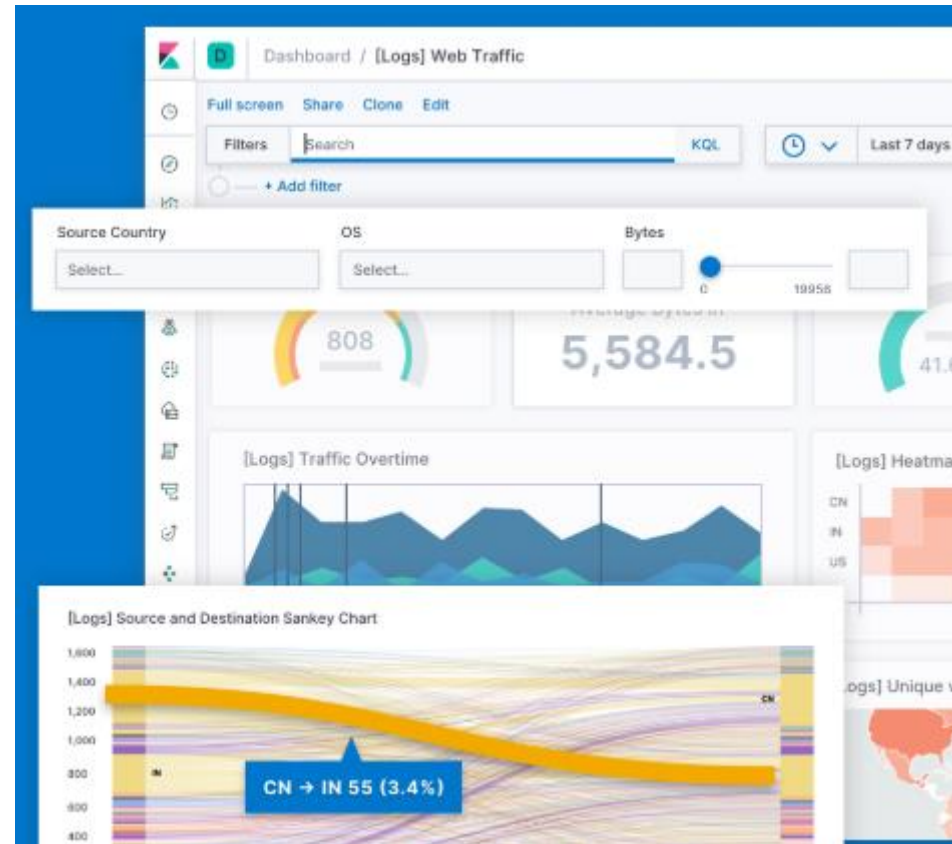 D Dashboard / [Logs] Web Traffic
Full screen Share Clone Edit
Filters Search KQL Last 7 days
+ Add filter
Source Country OS Bytes
Select... Select...
0 19958
808
5,584.5
41.
[Logs] Traffic Overtime
[Logs] Heatma
CN
IN
US
[Logs] Source and Destination Sankey Chart
1,600
1,400
1,200
1,000
800
600
400
CN
IN
CN → IN 55 (3.4%)
ogs] Unique v